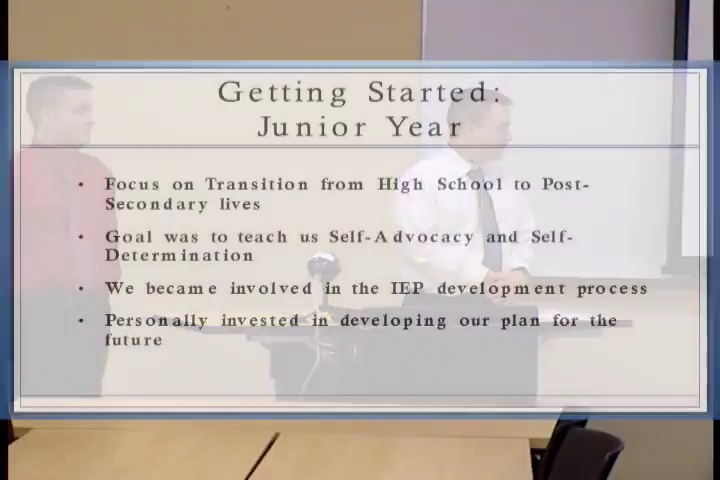 Getting Started:
Junior Year
• Focus on Transition from High School to Post-
Secondary lives
• Goal was to teach us Self-Advocacy and Self-
Determination
• We became involved in the IEP development process
• Personally invested in developing our plan for the
future